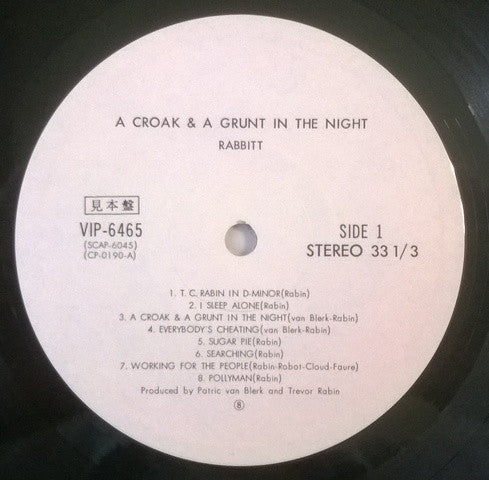 A CROAK & A GRUNT IN THE NIGHT
RABBITT
見本盤
VIP-6465
(SCAP-6045)
(CP-0190-A)
SIDE 1
STEREO 33 1/3
1. T. C. RABIN IN D-MINOR(Rabin)
2. I SLEEP ALONE(Rabin)
3. A CROAK & A GRUNT IN THE NIGHT(van Blerk-Rabin)
4. EVERYBODY'S CHEATING(van Blerk-Rabin)
5. SUGAR PIE(Rabin)
6. SEARCHING(Rabin)
7. WORKING FOR THE PEOPLE(Rabin-Rabot-Claud-Faure)
8. POLLYMAN(Rabin)
Produced by Patric van Blerk and Trevor Rabin
Ⓡ